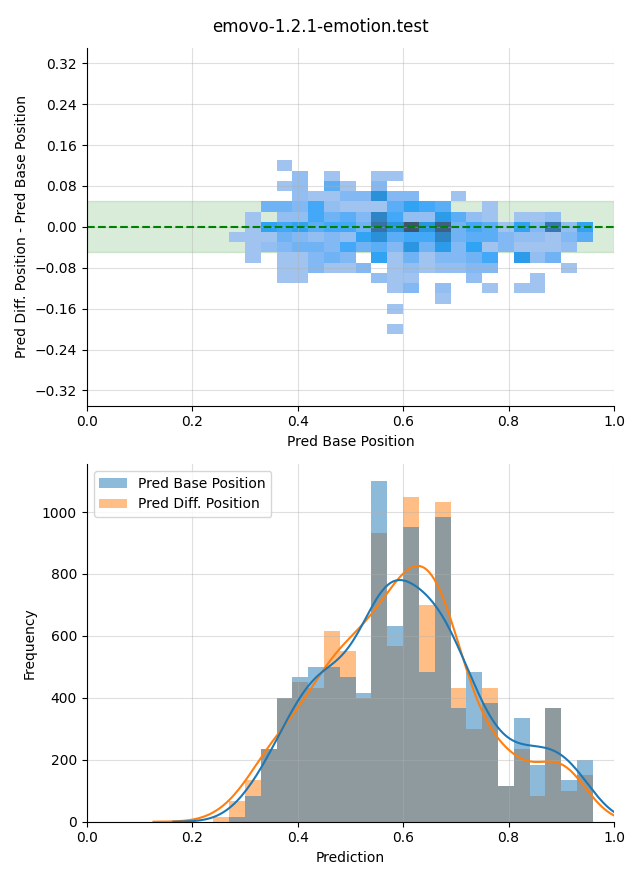 emovo-1.2.1-emotion.test
Pred Diff. Position - Pred Base Position
0.32
0.24
0.16
0.08
0.00
−0.08
−0.16
−0.24
−0.32
0.0 0.2 0.4 0.6 0.8 1.0
Pred Base Position
Pred Base Position
Pred Diff. Position
Frequency
1000
800
600
400
200
0
0.0 0.2 0.4 0.6 0.8 1.0
Prediction